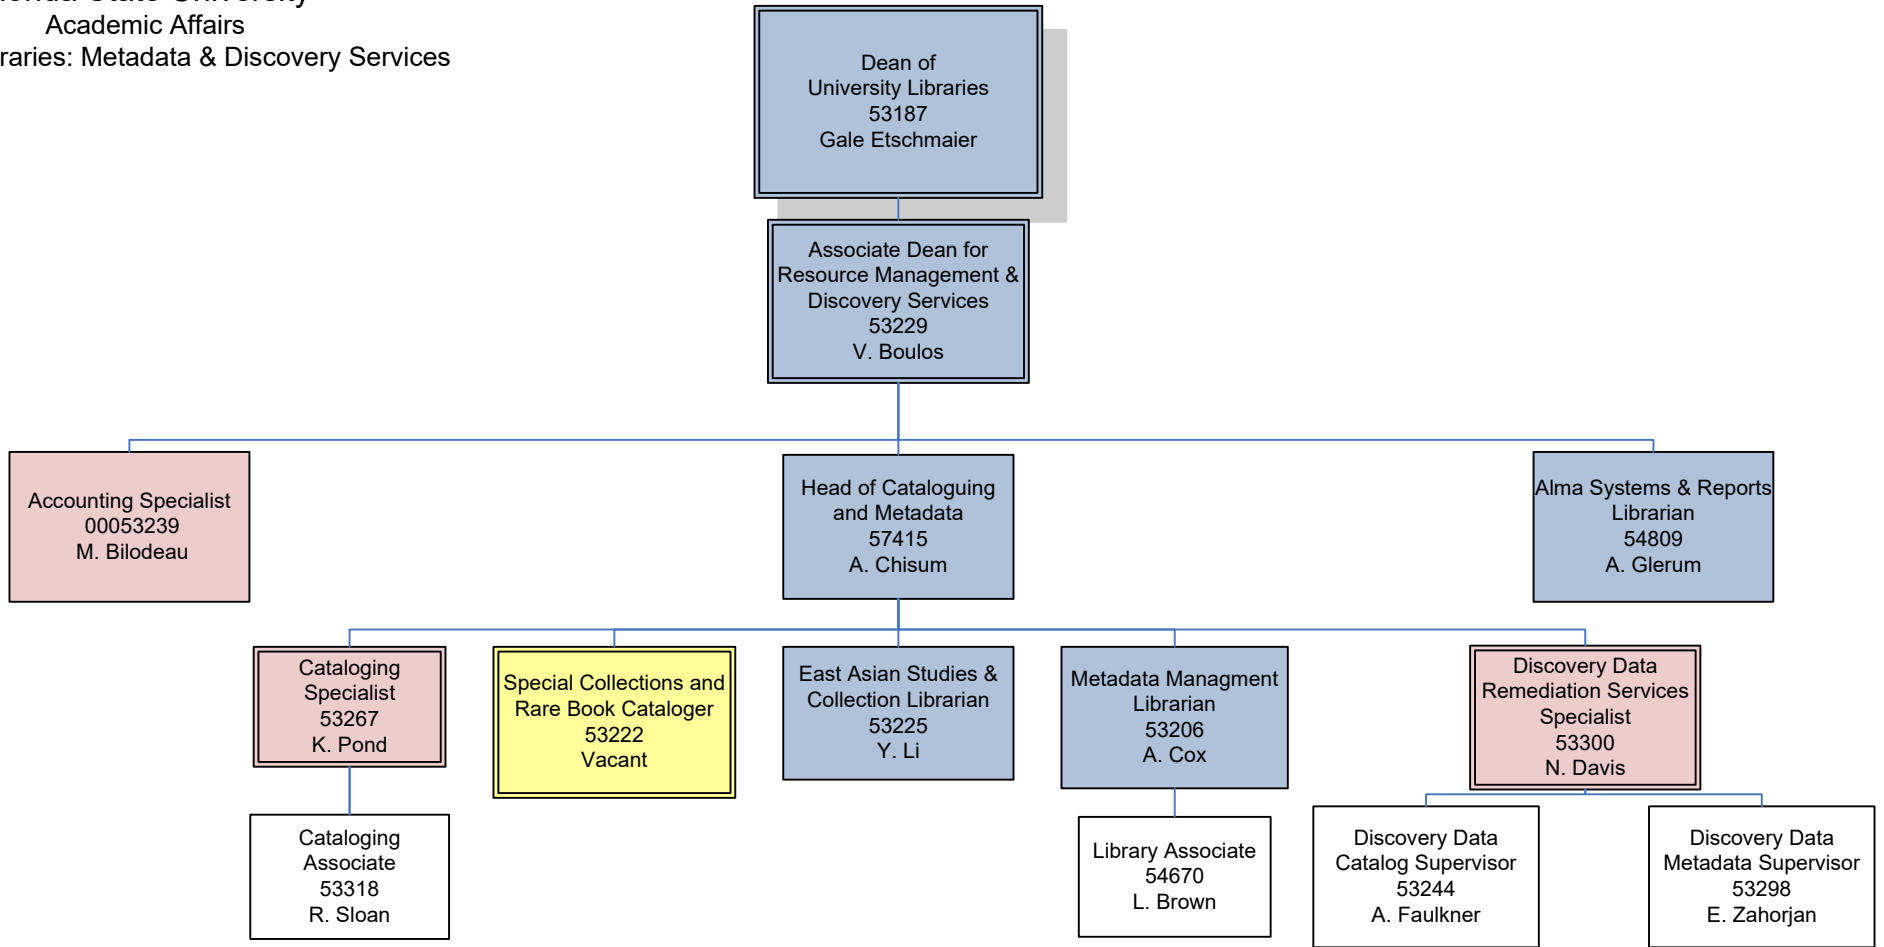 State University
Academic Affairs
Metadata & Discovery Services
Dean of
University Libraries
53187
Gale Etschmaier
Associate Dean for
Resource Management &
Discovery Services
53229
V. Boulos
Accounting Specialist
00053239
M. Bilodeau
Head of Cataloguing
and Metadata
57415
A. Chisum
Alma Systems & Reports
Librarian
54809
A. Glerum
Cataloging
Specialist
53267
K. Pond
Special Collections and
Rare Book Cataloger
53222
Vacant
East Asian Studies &
Collection Librarian
53225
Y. Li
Metadata Managment
Librarian
53206
A. Cox
Discovery Data
Remediation Services
Specialist
53300
N. Davis
Cataloging
Associate
53318
R. Sloan
Library Associate
54670
L. Brown
Discovery Data
Catalog Supervisor
53244
A. Faulkner
Discovery Data
Metadata Supervisor
53298
E. Zahorjan